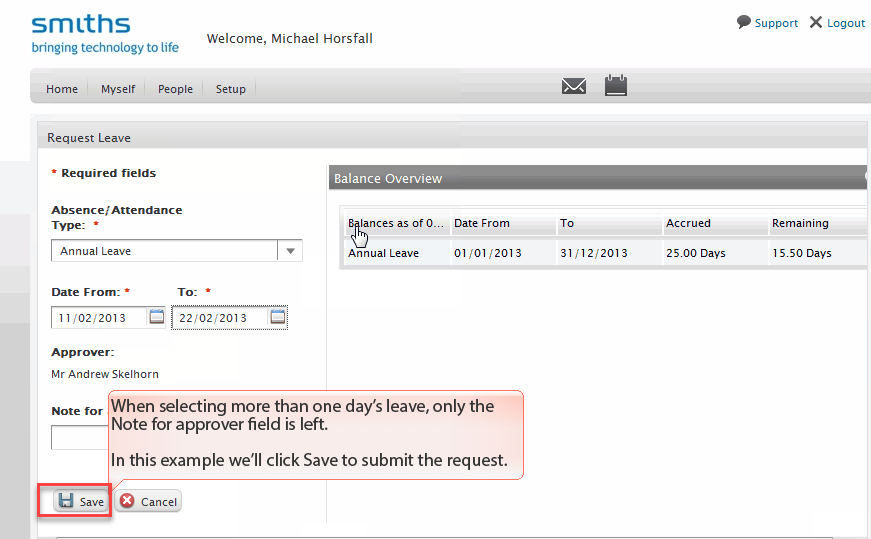 smiths
bringing technology to life
Welcome, Michael Horsfall
Support
Logout
Home
Myself
People
Setup
Request Leave
* Required fields
Absence/Attendance
Type: *
Annual Leave
Date From: *
To: *
11/02/2013
22/02/2013
Approver:
Mr Andrew Skelhorn
Note for
When selecting more than one day's leave, only the
Note for approver field is left.
In this example we'll click Save to submit the request.
Save
Cancel
Balance Overview
Balances as of 0... Date From To Accrued Remaining
Annual Leave 01/01/2013 31/12/2013 25.00 Days 15.50 Days